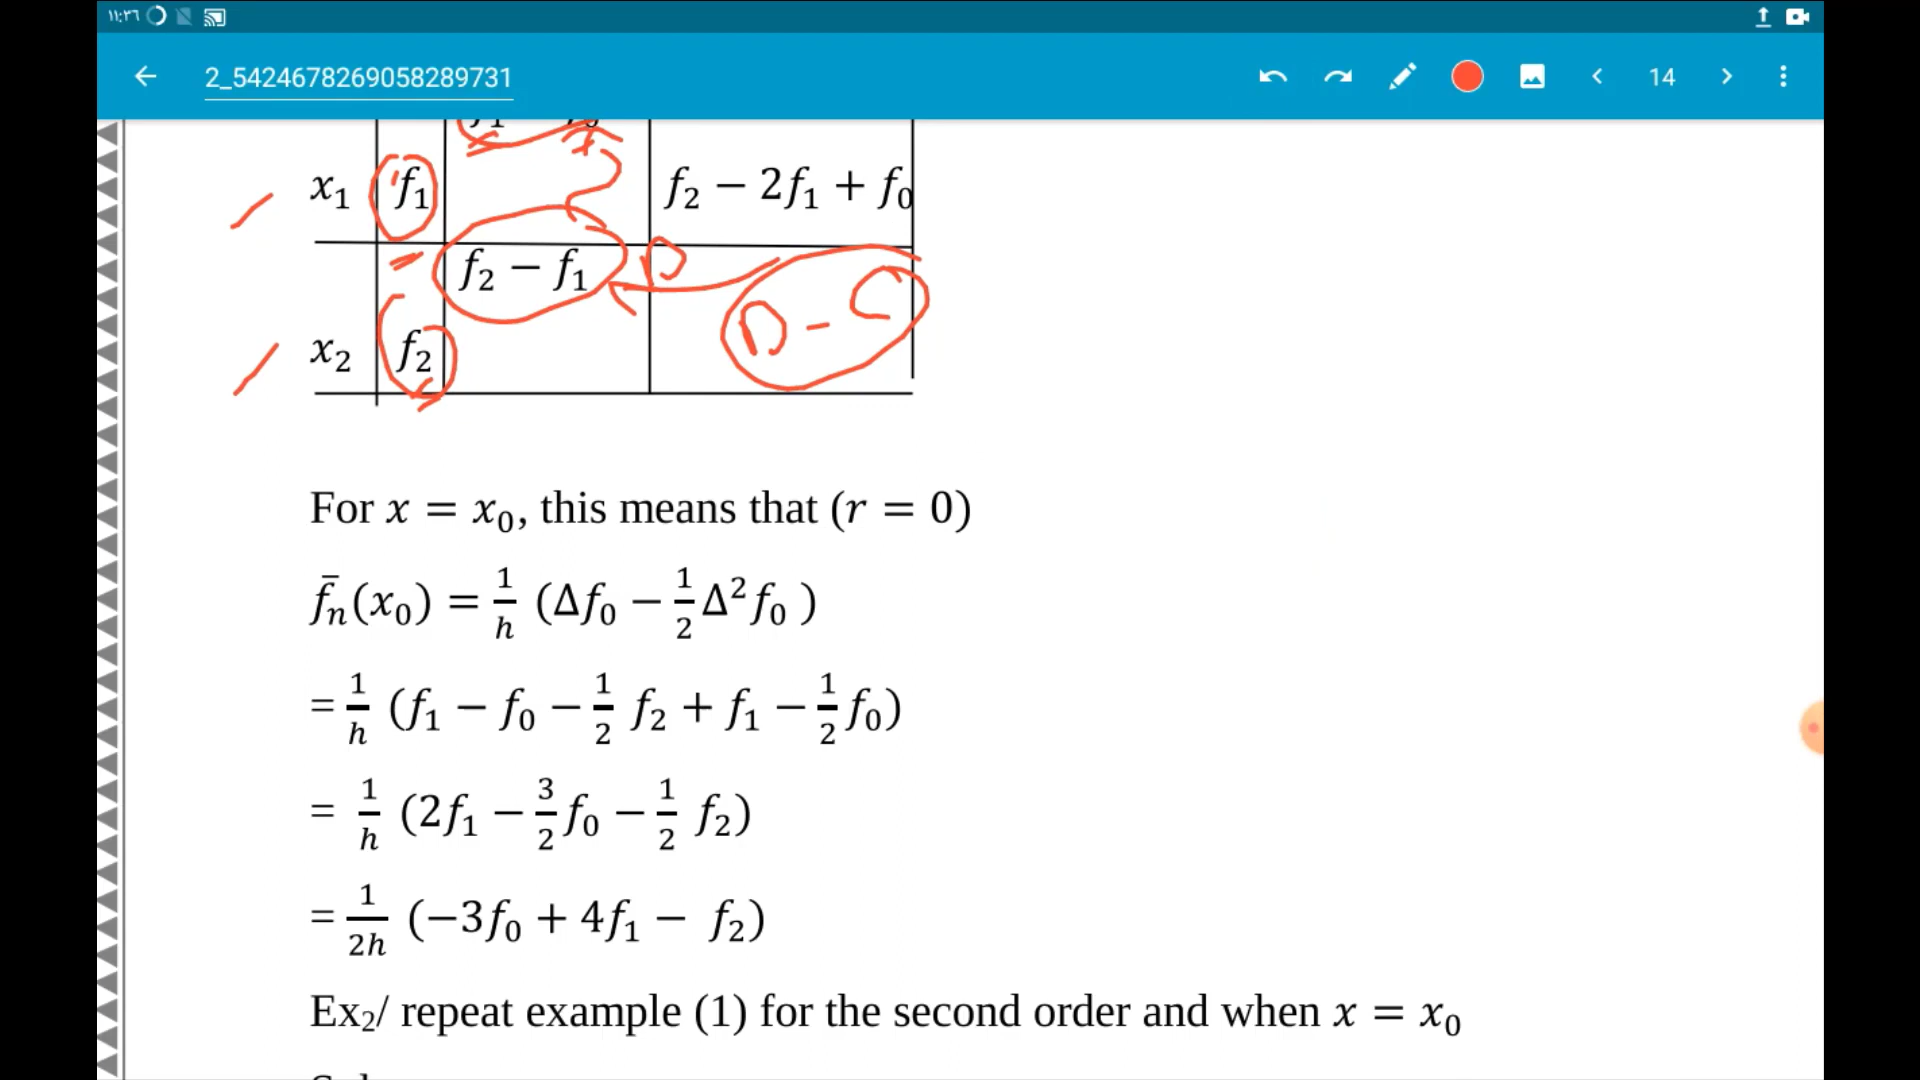 ١١:٣٦
2_5424678269058289731
14
x₁ f₁ f₂ − 2f₁ + f₀
f₂ − f₁ D
D − C
x₂ f₂
For x = x₀, this means that (r = 0)
f̄ₙ(x₀) = 1/h (Δf₀ − 1/2 Δ²f₀ )
= 1/h (f₁ − f₀ − 1/2 f₂ + f₁ − 1/2 f₀)
= 1/h (2f₁ − 3/2 f₀ − 1/2 f₂)
= 1/2h (−3f₀ + 4f₁ − f₂)
Ex₂/ repeat example (1) for the second order and when x = x₀